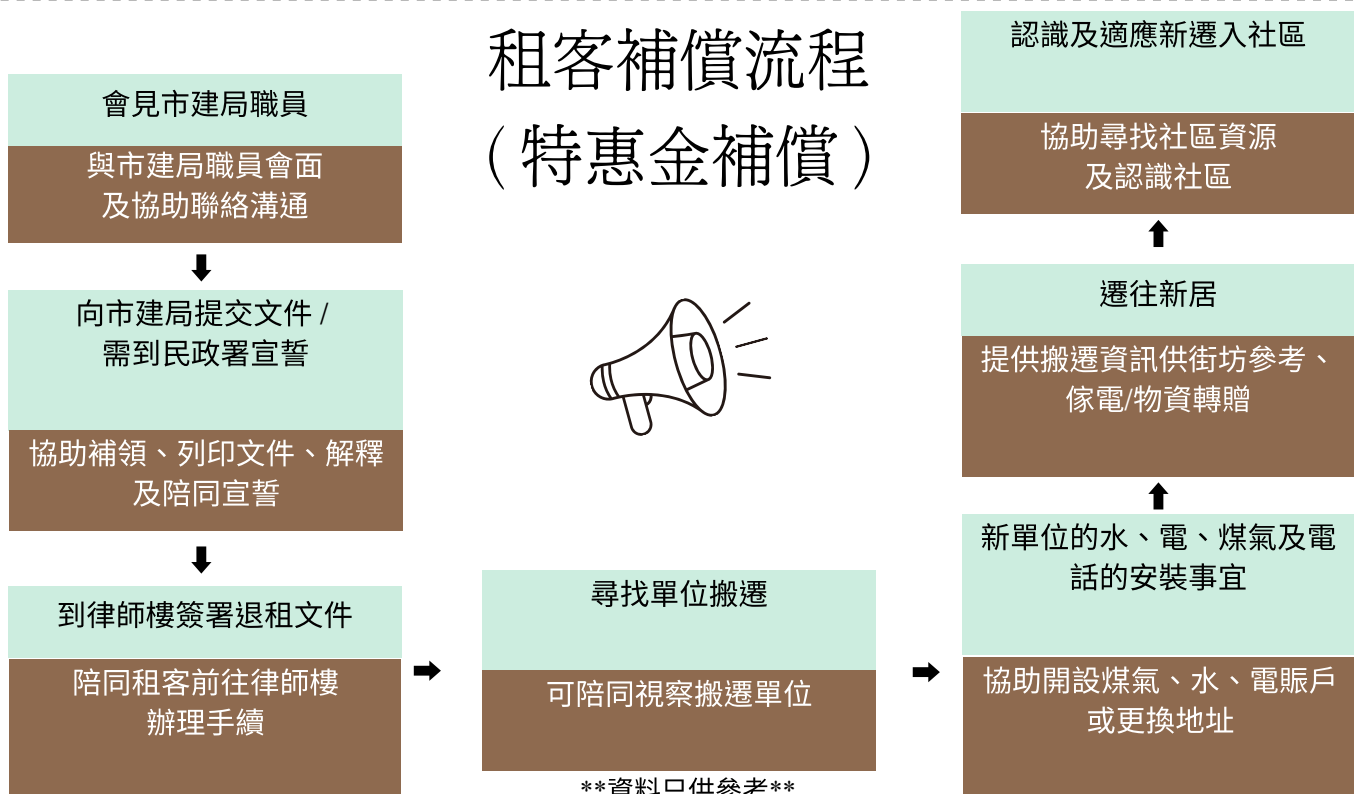 租客補償流程
（特惠金補償）
會見市建局職員
與市建局職員會面
及協助聯絡溝通
向市建局提交文件 /
需到民政署宣誓
協助補領、列印文件、解釋
及陪同宣誓
到律師樓簽署退租文件
陪同租客前往律師樓
辦理手續
尋找單位搬遷
可陪同視察搬遷單位
新單位的水、電、煤氣及電
話的安裝事宜
協助開設煤氣、水、電賬戶
或更換地址
遷往新居
提供搬遷資訊供街坊參考、
傢電/物資轉贈
認識及適應新遷入社區
協助尋找社區資源
及認識社區
**資料只供參考**